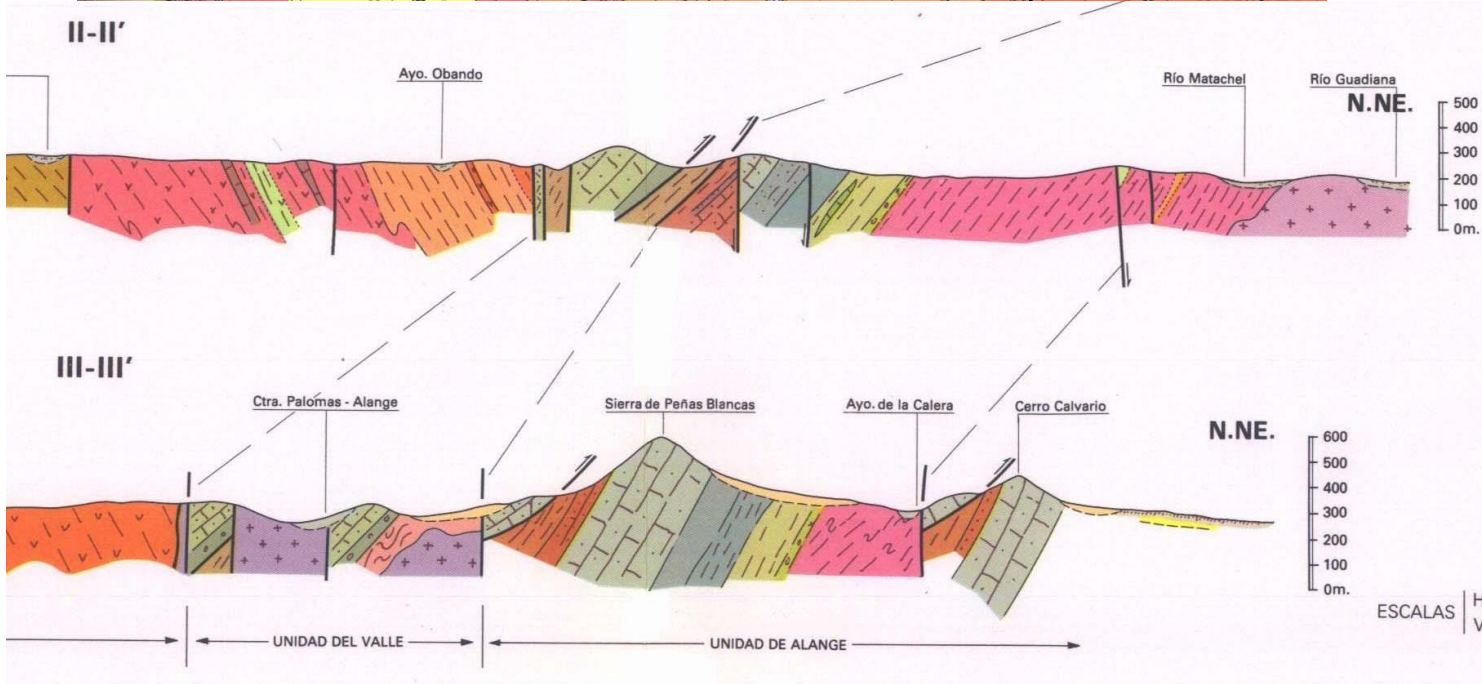 II-II'
Ayo. Obando
Río Matachel
Río Guadiana
N.NE.
500
400
300
200
100
0m.
III-III'
Ctra. Palomas - Alange
Sierra de Peñas Blancas
Ayo. de la Calera
Cerro Calvario
N.NE.
600
500
400
300
200
100
0m.
ESCALAS
H
V
UNIDAD DEL VALLE
UNIDAD DE ALANGE